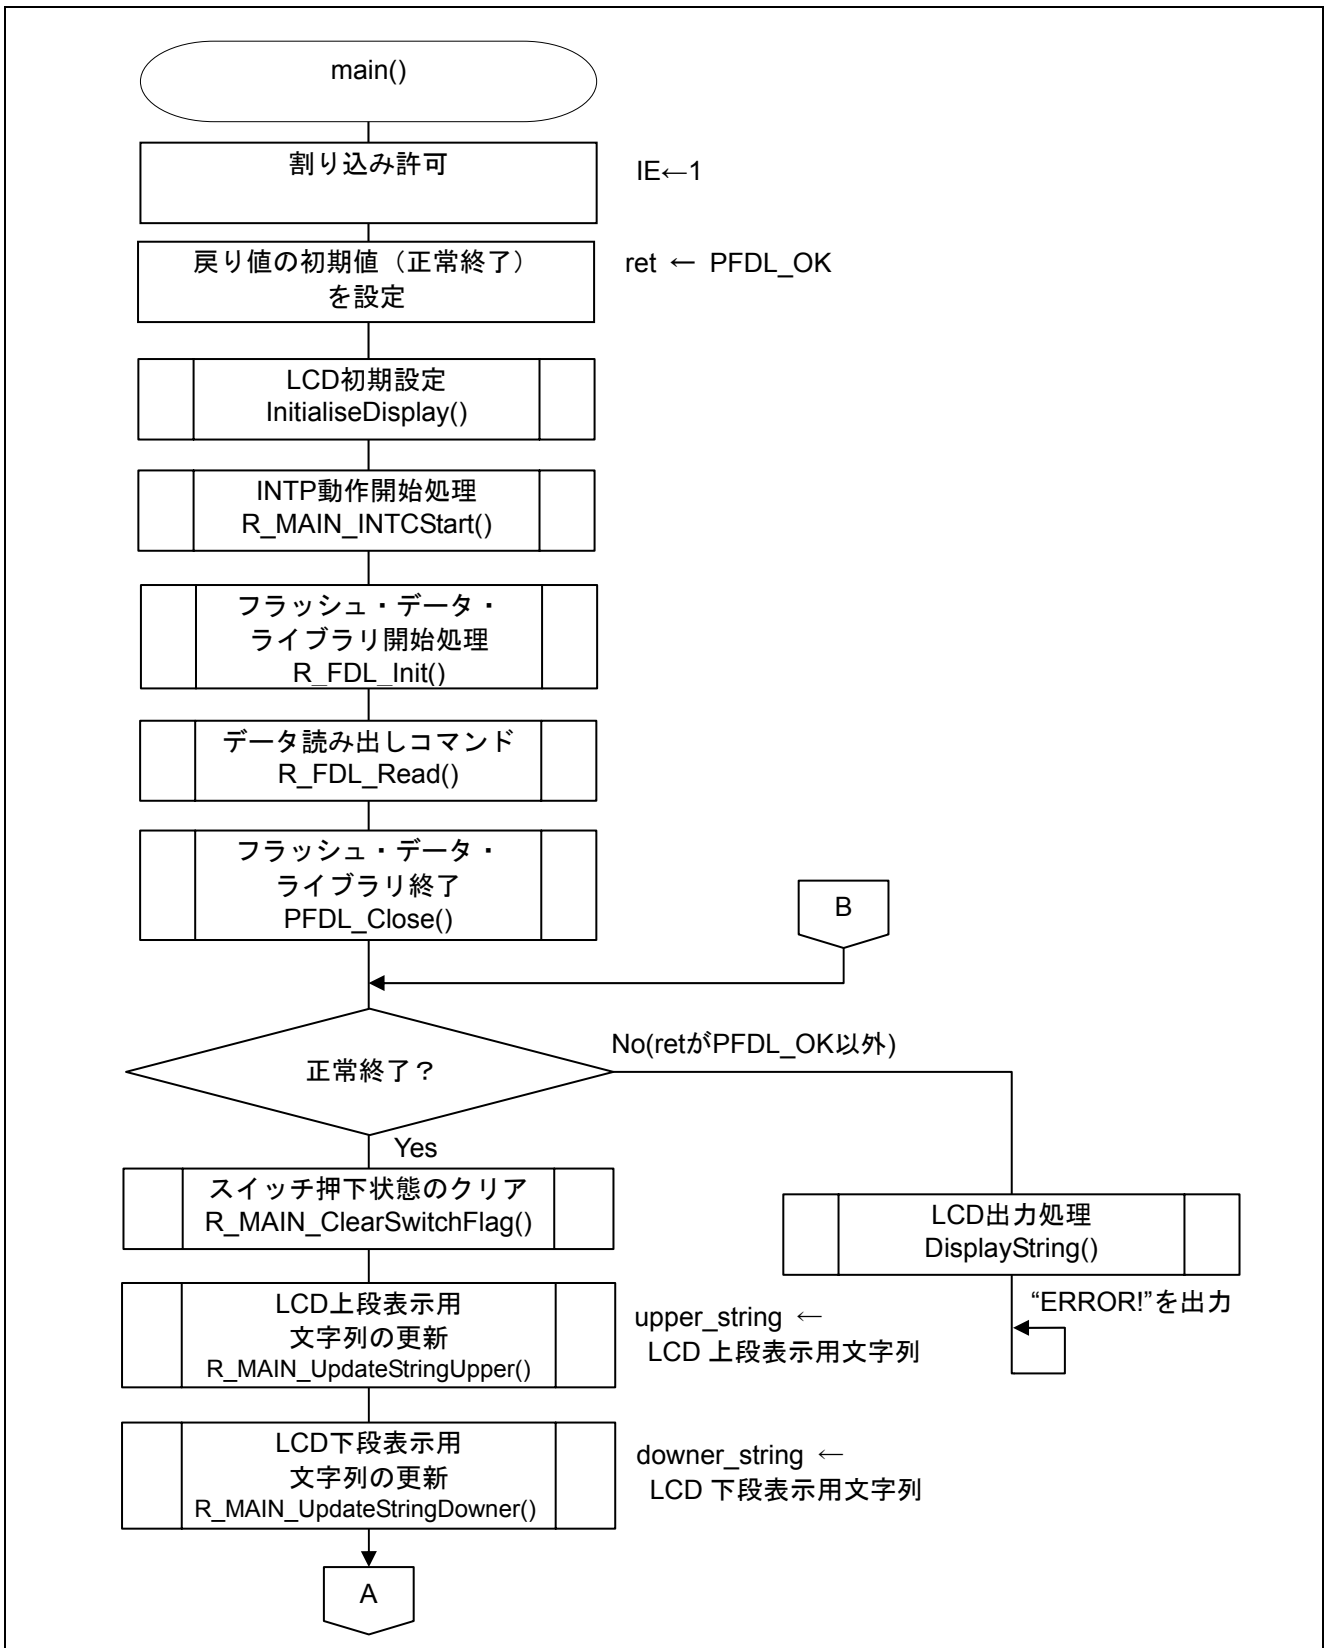 main()
割り込み許可
IE←1
戻り値の初期値（正常終了）
を設定
ret ← PFDL_OK
LCD初期設定
InitialiseDisplay()
INTP動作開始処理
R_MAIN_INTCStart()
フラッシュ・データ・
ライブラリ開始処理
R_FDL_Init()
データ読み出しコマンド
R_FDL_Read()
フラッシュ・データ・
ライブラリ終了
PFDL_Close()
B
正常終了？
No(retがPFDL_OK以外)
Yes
スイッチ押下状態のクリア
R_MAIN_ClearSwitchFlag()
LCD出力処理
DisplayString()
“ERROR!”を出力
LCD上段表示用
文字列の更新
R_MAIN_UpdateStringUpper()
upper_string ←
LCD 上段表示用文字列
LCD下段表示用
文字列の更新
R_MAIN_UpdateStringDowner()
downer_string ←
LCD 下段表示用文字列
A